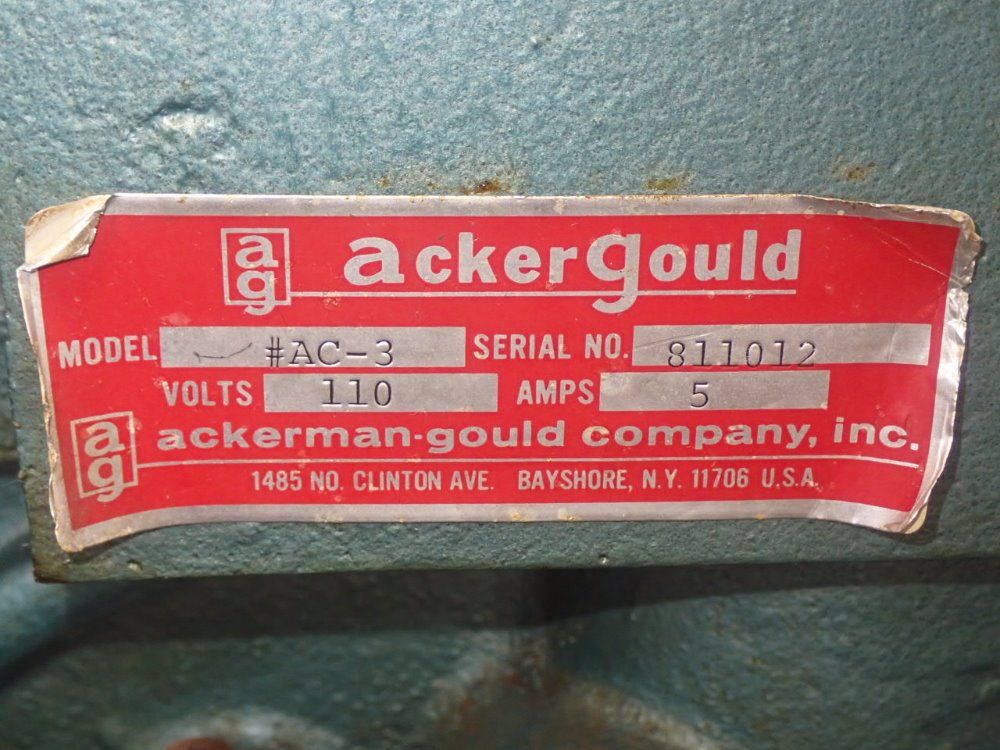 ag ackergould
MODEL #AC-3 SERIAL NO. 811012
VOLTS 110 AMPS 5
ag ackerman-gould company, inc.
1485 NO. CLINTON AVE. BAYSHORE, N.Y. 11706 U.S.A.